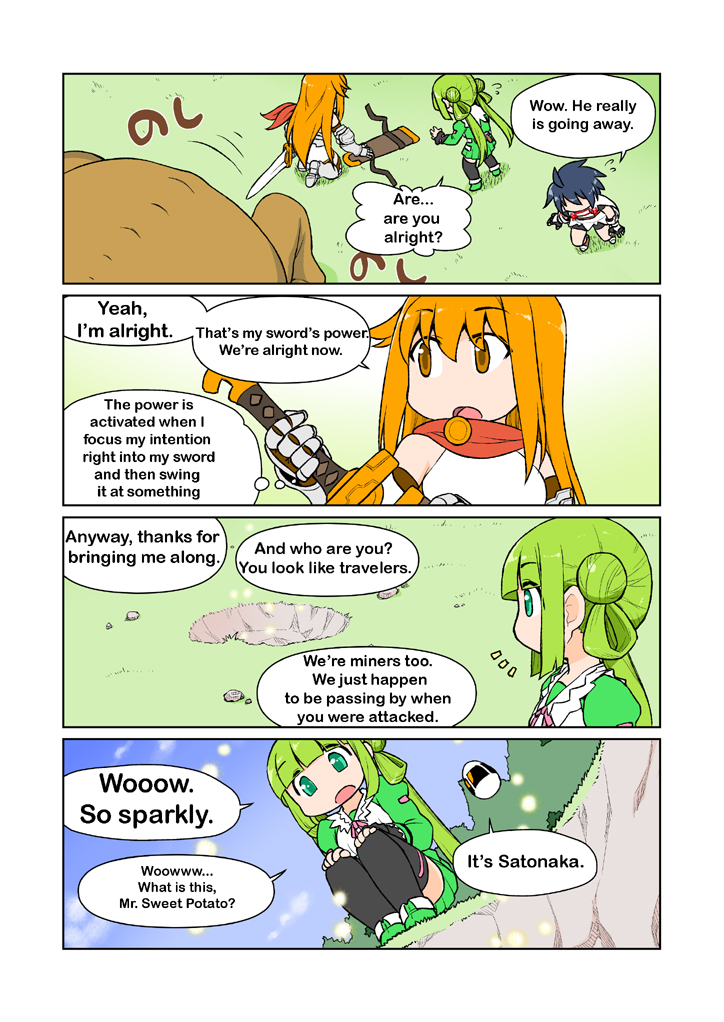 のし
Wow. He really
is going away.
Are...
are you
alright?
のし
Yeah,
I'm alright.
That's my sword's power.
We're alright now.
The power is
activated when I
focus my intention
right into my sword
and then swing
it at something
Anyway, thanks for
bringing me along.
And who are you?
You look like travelers.
We're miners too.
We just happen
to be passing by when
you were attacked.
Wooow.
So sparkly.
Woowww...
What is this,
Mr. Sweet Potato?
It's Satonaka.